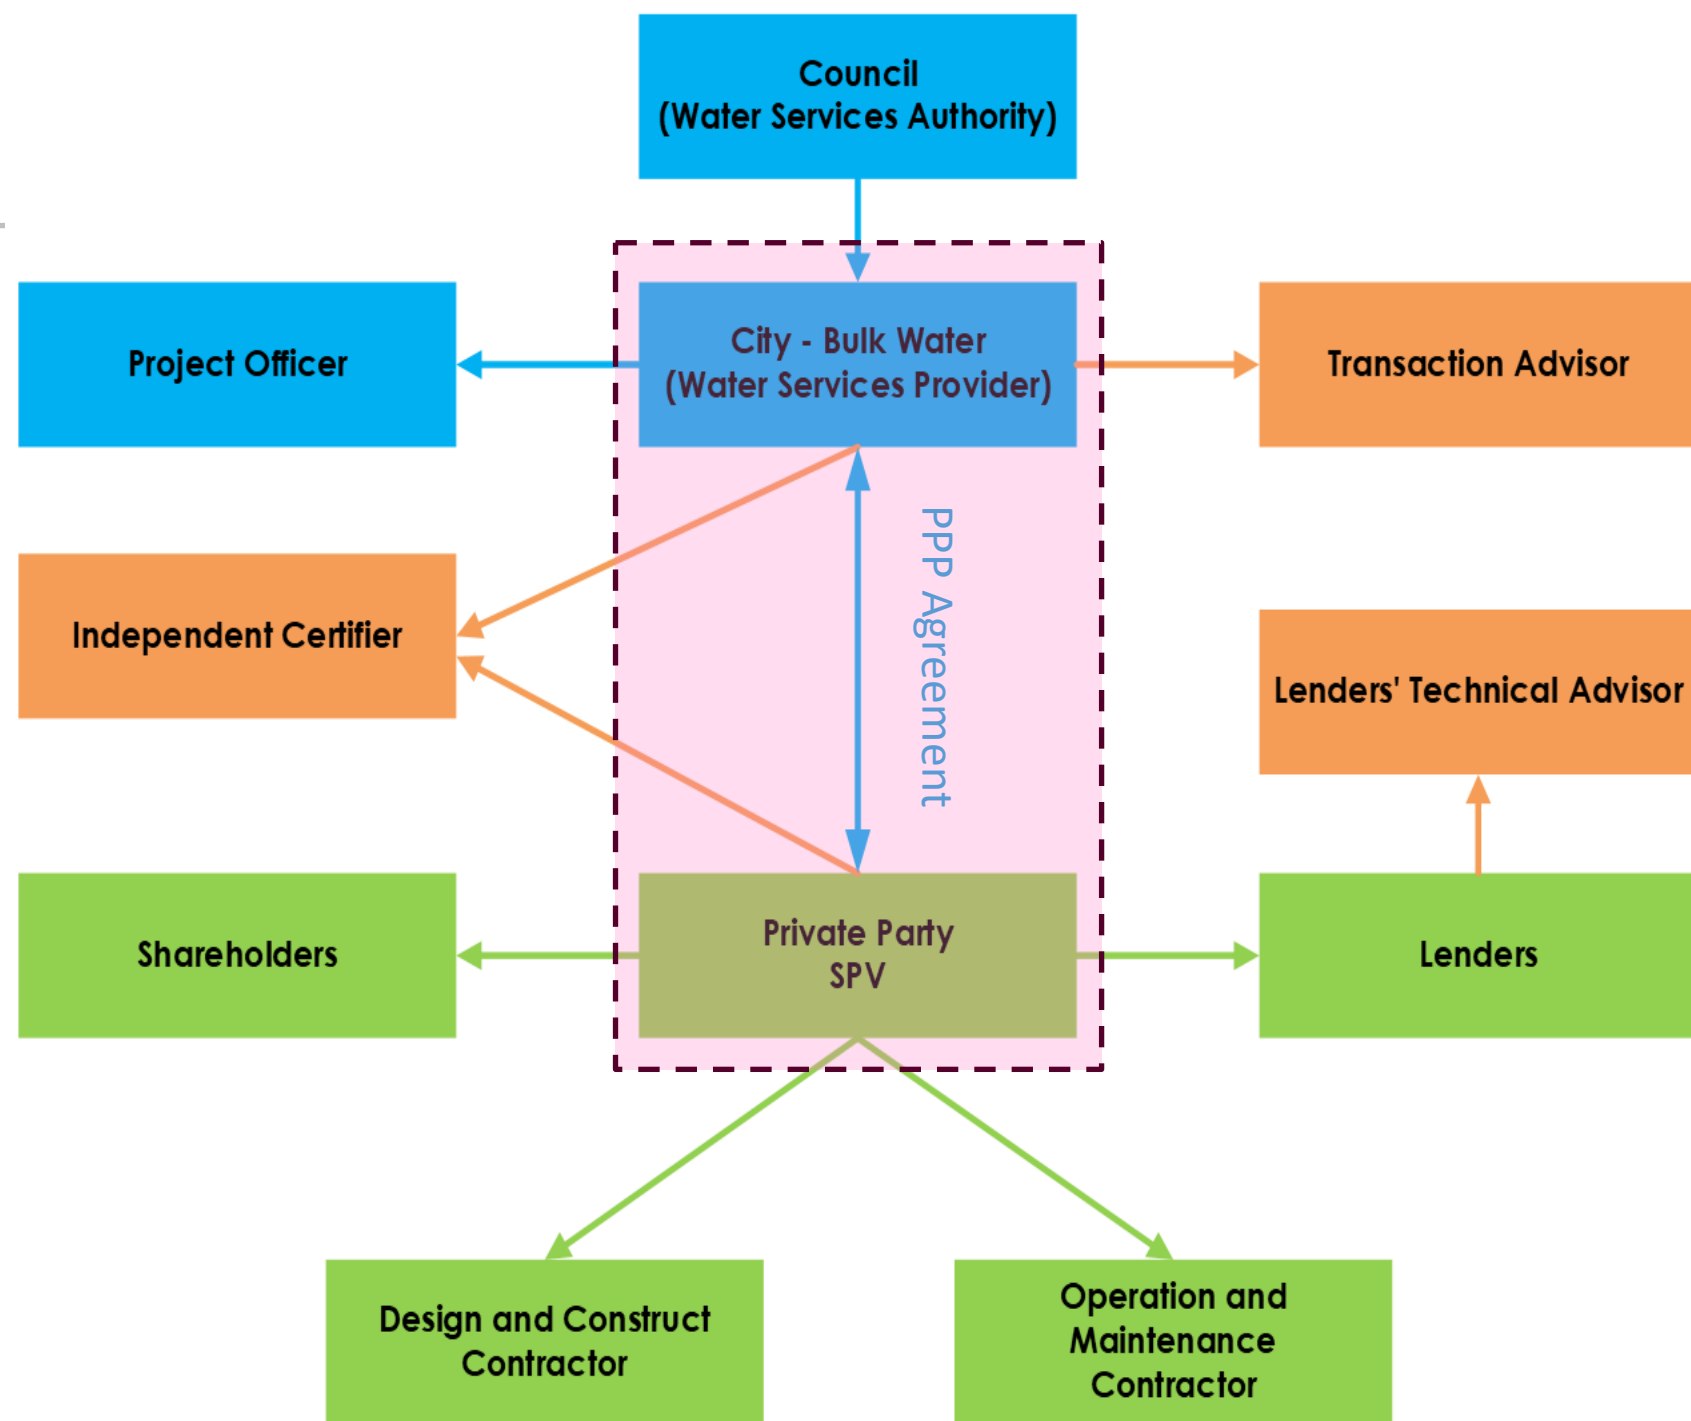 Council
(Water Services Authority)
Project Officer
City - Bulk Water
(Water Services Provider)
Transaction Advisor
PPP Agreement
Independent Certifier
Lenders' Technical Advisor
Shareholders
Private Party
SPV
Lenders
Design and Construct
Contractor
Operation and
Maintenance
Contractor